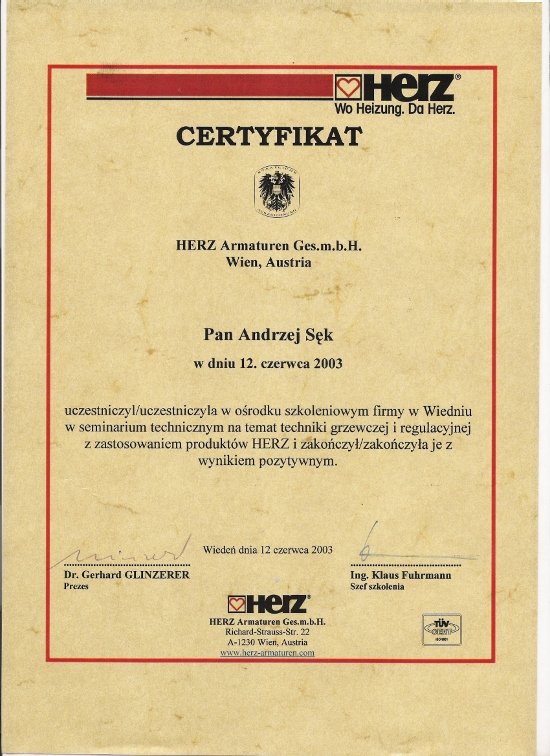 HERZ®
Wo Heizung. Da Herz.
CERTYFIKAT
HERZ Armaturen Ges.m.b.H.
Wien, Austria
Pan Andrzej Sęk
w dniu 12. czerwca 2003
uczestniczyl/uczestniczyla w ośrodku szkoleniowym firmy w Wiedniu
w seminarium technicznym na temat techniki grzewczej i regulacyjnej
z zastosowaniem produktów HERZ i zakończył/zakończyła je z
wynikiem pozytywnym.
Wiedeń dnia 12 czerwca 2003
Dr. Gerhard GLINZERER
Prezes
Ing. Klaus Fuhrmann
Szef szkolenia
HERZ®
HERZ Armaturen Ges.m.b.H.
Richard-Strauss-Str. 22
A-1230 Wien, Austria
www.herz-armaturen.com
TÜV
CERT